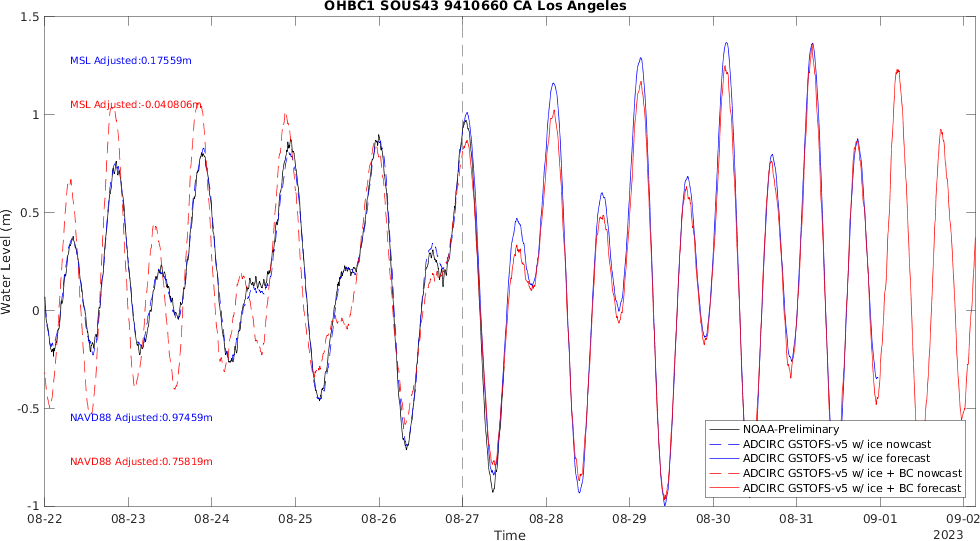 OHBC1 SOUS43 9410660 CA Los Angeles
1.5
MSL Adjusted:0.17559m
MSL Adjusted:-0.040806m
1
0.5
Water Level (m)
0
-0.5
NAVD88 Adjusted:0.97459m
NAVD88 Adjusted:0.75819m
NOAA-Preliminary
ADCIRC GSTOFS-v5 w/ ice nowcast
ADCIRC GSTOFS-v5 w/ ice forecast
ADCIRC GSTOFS-v5 w/ ice + BC nowcast
ADCIRC GSTOFS-v5 w/ ice + BC forecast
-1
08-22 08-23 08-24 08-25 08-26 08-27 08-28 08-29 08-30 08-31 09-01 09-02
Time
2023